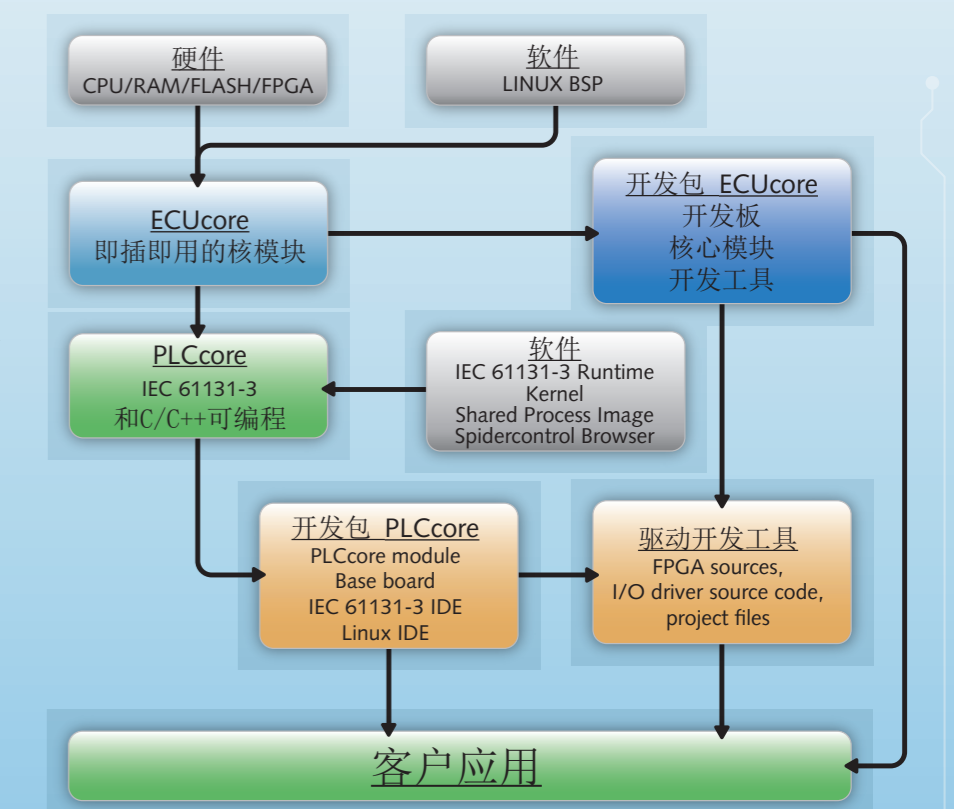 硬件
CPU/RAM/FLASH/FPGA
软件
LINUX BSP
ECUcore
即插即用的核模块
开发包 ECUcore
开发板
核心模块
开发工具
PLCcore
IEC 61131-3
和C/C++可编程
软件
IEC 61131-3 Runtime
Kernel
Shared Process Image
Spidercontrol Browser
开发包 PLCcore
PLCcore module
Base board
IEC 61131-3 IDE
Linux IDE
驱动开发工具
FPGA sources,
I/O driver source code,
project files
客户应用